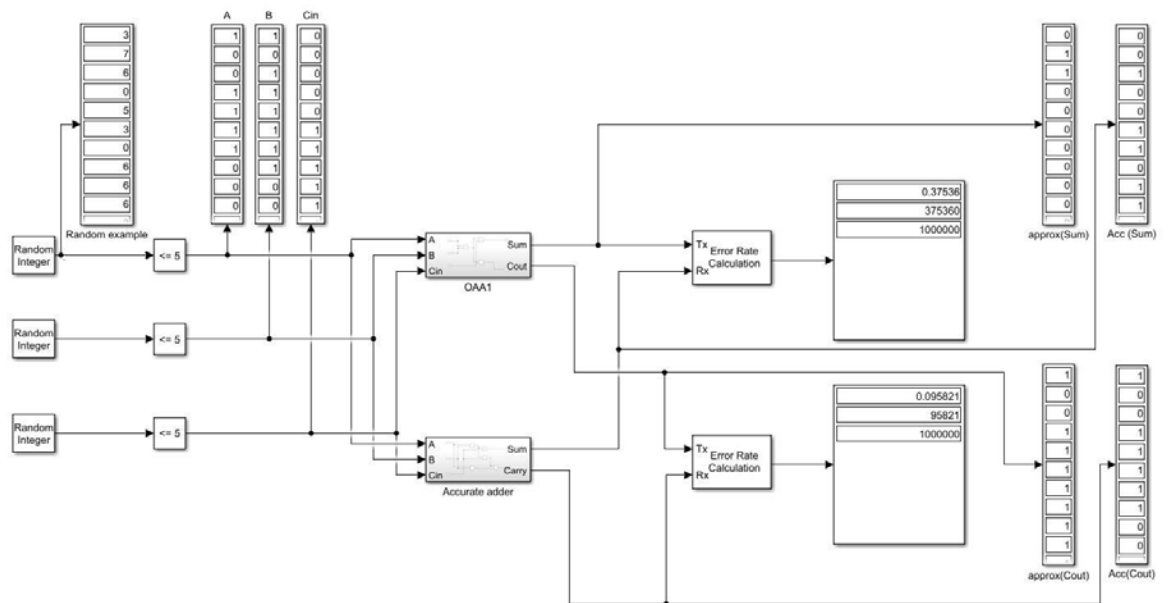 3
7
6
0
5
3
0
6
6
6
Random example
A
1
0
0
1
1
1
1
0
0
0
B
1
0
1
1
1
1
1
1
0
0
Cin
0
0
0
0
0
1
1
1
1
1
Random
Integer
<= 5
Random
Integer
<= 5
Random
Integer
<= 5
A
B
Cin
Sum
Cout
OAA1
A
B
Cin
Sum
Carry
Accurate adder
Tx
Rx
Error Rate
Calculation
0.37536
375360
1000000
Tx
Rx
Error Rate
Calculation
0.095821
95821
1000000
0
1
1
0
0
0
0
0
0
0
approx(Sum)
0
0
1
0
0
1
1
0
1
1
Acc (Sum)
1
0
0
1
1
1
1
1
1
1
approx(Cout)
1
0
0
1
1
1
1
1
0
0
Acc(Cout)